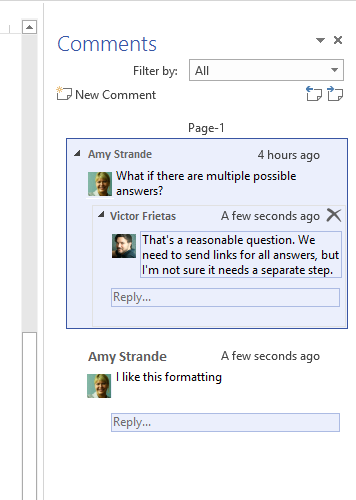 Comments
Filter by: All
New Comment
Page-1
Amy Strande 4 hours ago
What if there are multiple possible
answers?
Victor Frietas A few seconds ago
That's a reasonable question. We
need to send links for all answers, but
I'm not sure it needs a separate step.
Reply...
Amy Strande A few seconds ago
I like this formatting
Reply...